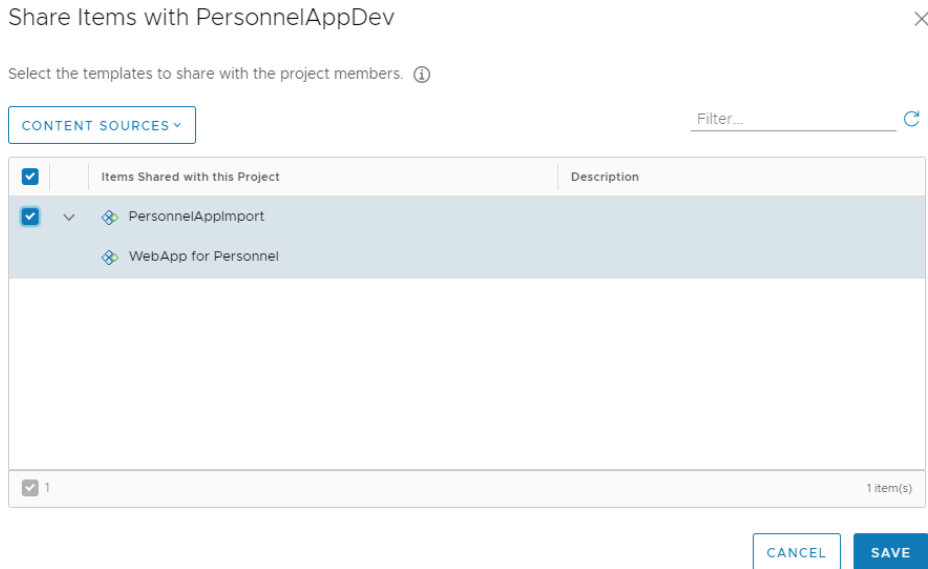 Share Items with PersonnelAppDev
Select the templates to share with the project members.
CONTENT SOURCES
Filter...
Items Shared with this Project
Description
PersonnelAppImport
WebApp for Personnel
1
1 item(s)
CANCEL
SAVE